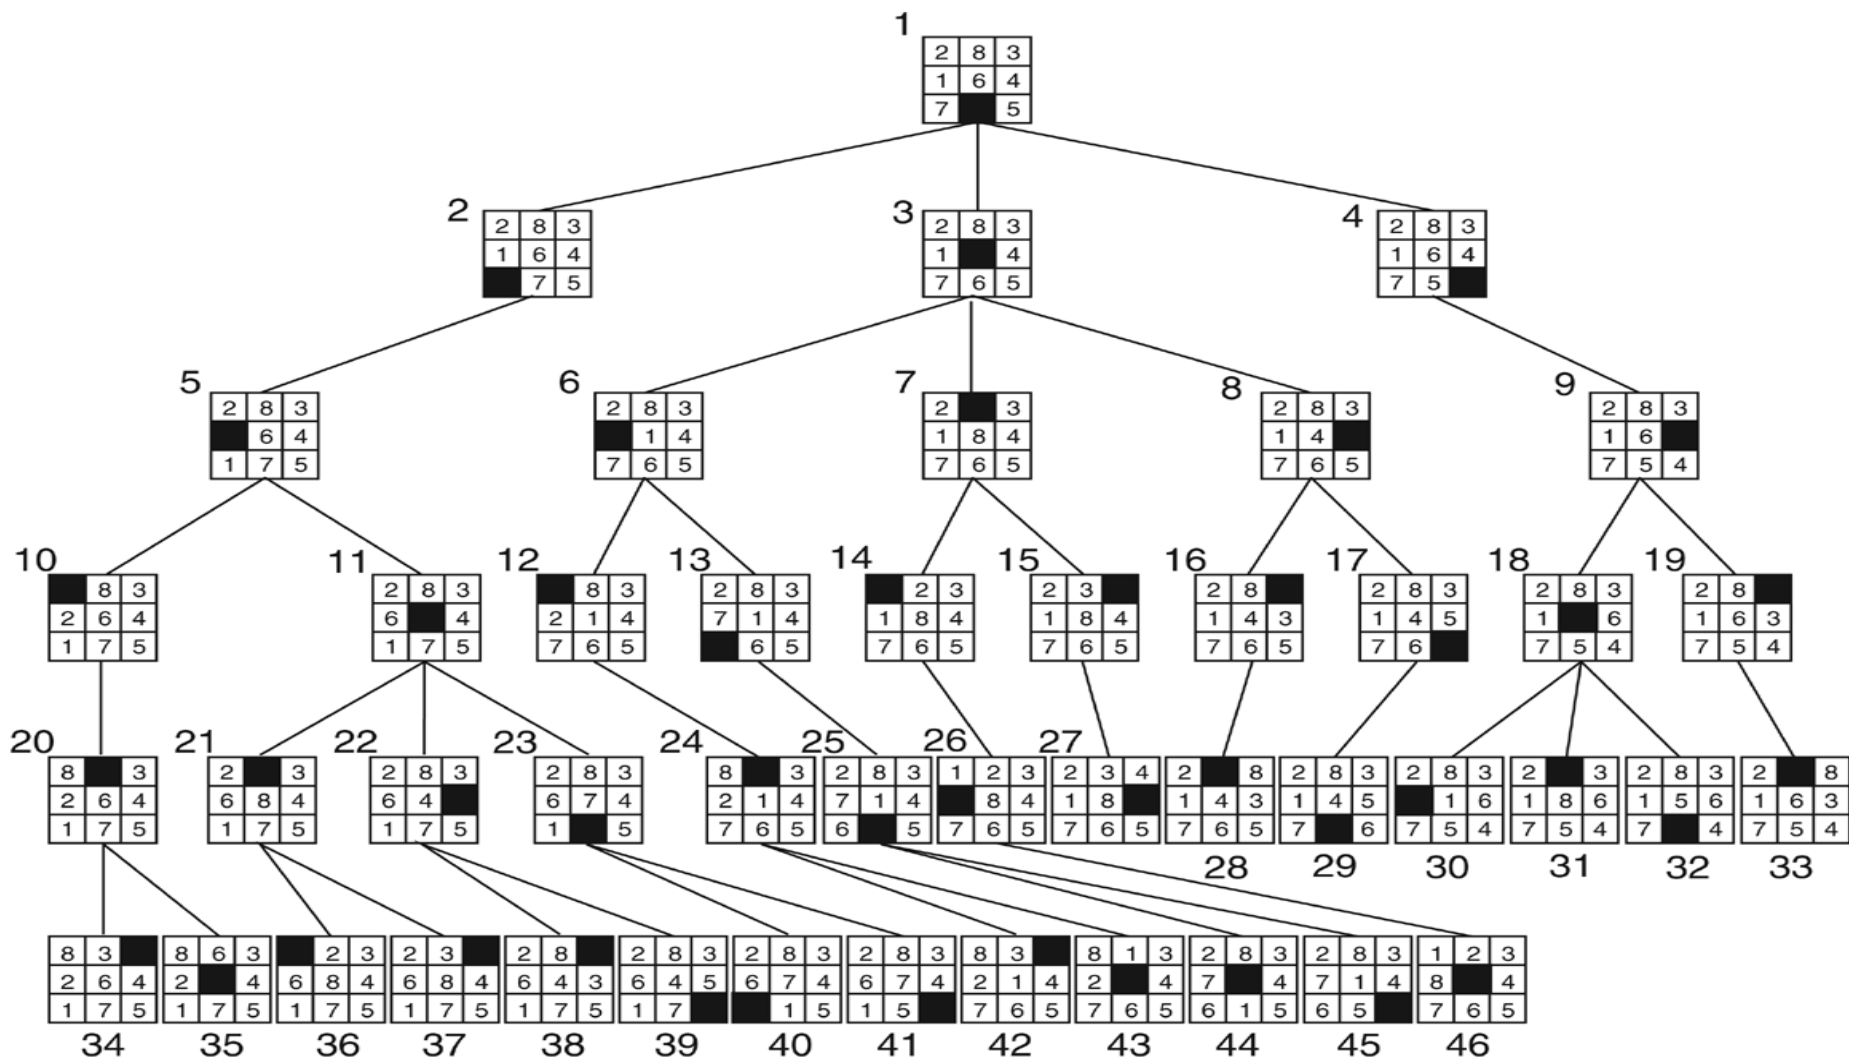 1
2 8 3
1 6 4
7 5
2
3
4
2 8 3
1 6 4
7 5
2 8 3
1 4
7 6 5
2 8 3
1 6 4
7 5
5
6
7
8
9
2 8 3
6 4
1 7 5
2 8 3
1 4
7 6 5
2 3
1 8 4
7 6 5
2 8 3
1 4
7 6 5
2 8 3
1 6
7 5 4
10
11
12
13
14
15
16
17
18
19
8 3
2 6 4
1 7 5
2 8 3
6 4
1 7 5
8 3
2 1 4
7 6 5
2 8 3
7 1 4
6 5
2 3
1 8 4
7 6 5
2 3
1 8 4
7 6 5
2 8
1 4 3
7 6 5
2 8 3
1 4 5
7 6
2 8 3
1 6
7 5 4
2 8
1 6 3
7 5 4
20
21
22
23
24
25
26
27
8 3
2 6 4
1 7 5
2 3
6 8 4
1 7 5
2 8 3
6 4
1 7 5
2 8 3
6 7 4
1 5
8 3
2 1 4
7 6 5
2 8 3
7 1 4
6 5
1 2 3
8 4
7 6 5
2 3 4
1 8
7 6 5
2 8
1 4 3
7 6 5
2 8 3
1 4 5
7 6
2 8 3
1 6
7 5 4
2 3
1 8 6
7 5 4
2 8 3
1 5 6
7 4
2 8
1 6 3
7 5 4
28
29
30
31
32
33
8 3
2 6 4
1 7 5
8 6 3
2 4
1 7 5
2 3
6 8 4
1 7 5
2 3
6 8 4
1 7 5
2 8
6 4 3
1 7 5
2 8 3
6 4 5
1 7
2 8 3
6 7 4
1 5
2 8 3
6 7 4
1 5
8 3
2 1 4
7 6 5
8 1 3
2 4
7 6 5
2 8 3
7 4
6 1 5
2 8 3
7 1 4
6 5
1 2 3
8 4
7 6 5
34
35
36
37
38
39
40
41
42
43
44
45
46